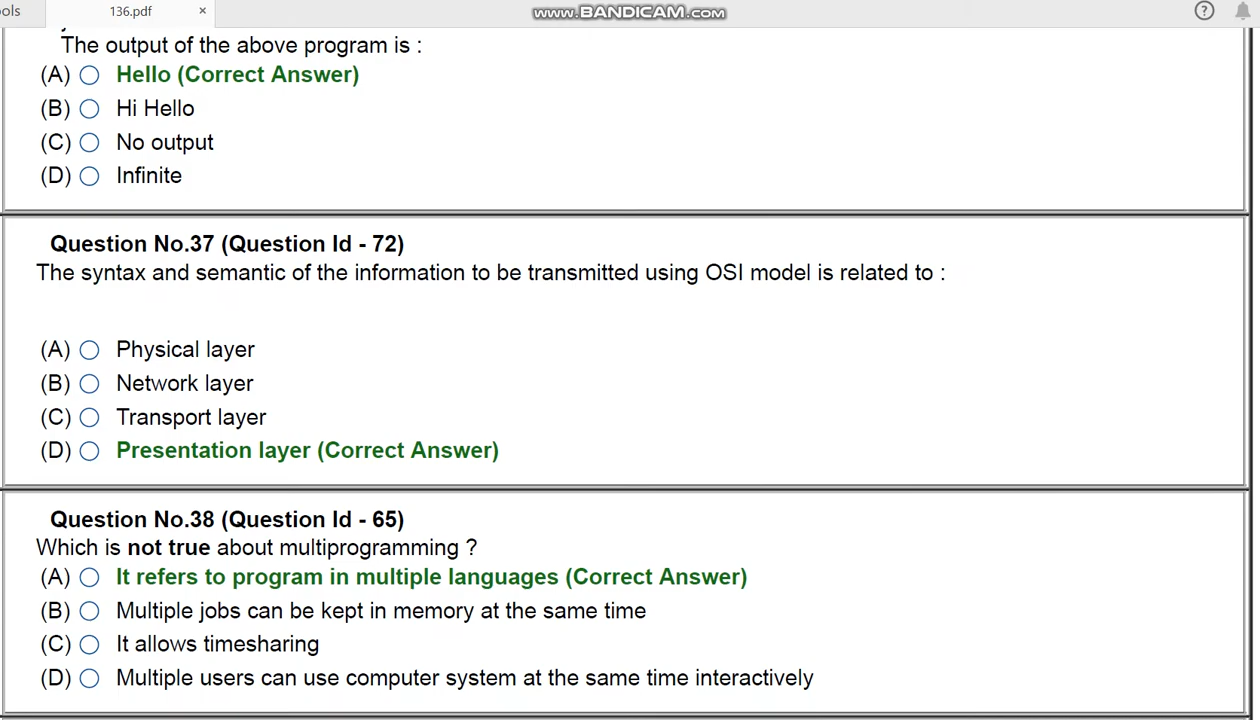 ols
136.pdf
×
www.BANDICAM.com
?
The output of the above program is :
(A) Hello (Correct Answer)
(B) Hi Hello
(C) No output
(D) Infinite
Question No.37 (Question Id - 72)
The syntax and semantic of the information to be transmitted using OSI model is related to :
(A) Physical layer
(B) Network layer
(C) Transport layer
(D) Presentation layer (Correct Answer)
Question No.38 (Question Id - 65)
Which is not true about multiprogramming ?
(A) It refers to program in multiple languages (Correct Answer)
(B) Multiple jobs can be kept in memory at the same time
(C) It allows timesharing
(D) Multiple users can use computer system at the same time interactively